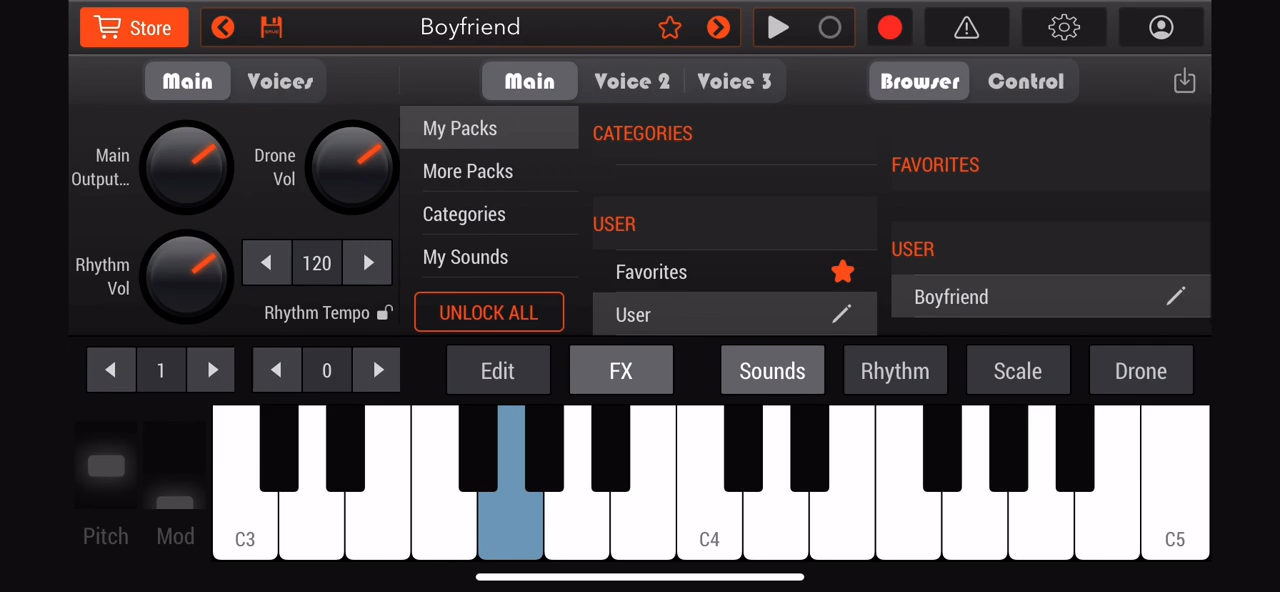 Store
SAVE
Boyfriend
Main
Voices
Main
Voice 2
Voice 3
Browser
Control
Main
Output...
Drone
Vol
Rhythm
Vol
120
Rhythm Tempo
My Packs
More Packs
Categories
My Sounds
UNLOCK ALL
CATEGORIES
USER
Favorites
User
FAVORITES
USER
Boyfriend
1
0
Edit
FX
Sounds
Rhythm
Scale
Drone
Pitch
Mod
C3
C4
C5